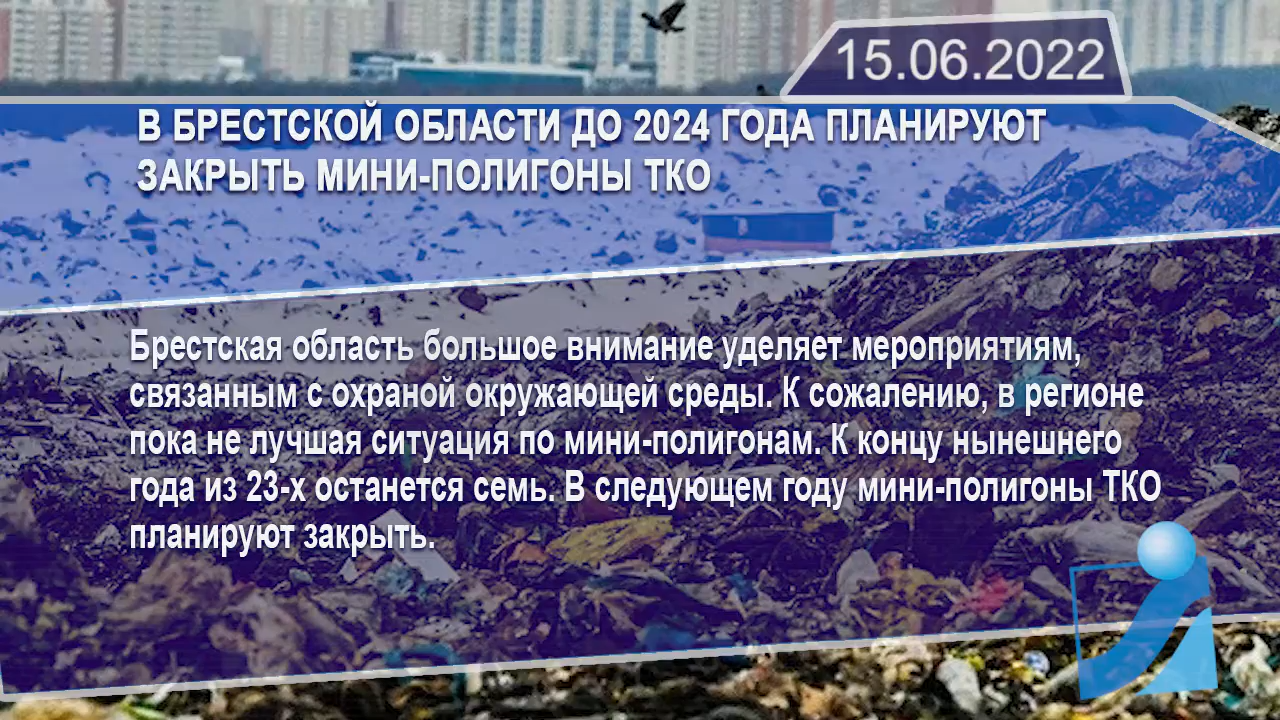 15.06.2022
В БРЕСТСКОЙ ОБЛАСТИ ДО 2024 ГОДА ПЛАНИРУЮТ
ЗАКРЫТЬ МИНИ-ПОЛИГОНЫ ТКО
Брестская область большое внимание уделяет мероприятиям,
связанным с охраной окружающей среды. К сожалению, в регионе
пока не лучшая ситуация по мини-полигонам. К концу нынешнего
года из 23-х останется семь. В следующем году мини-полигоны ТКО
планируют закрыть.